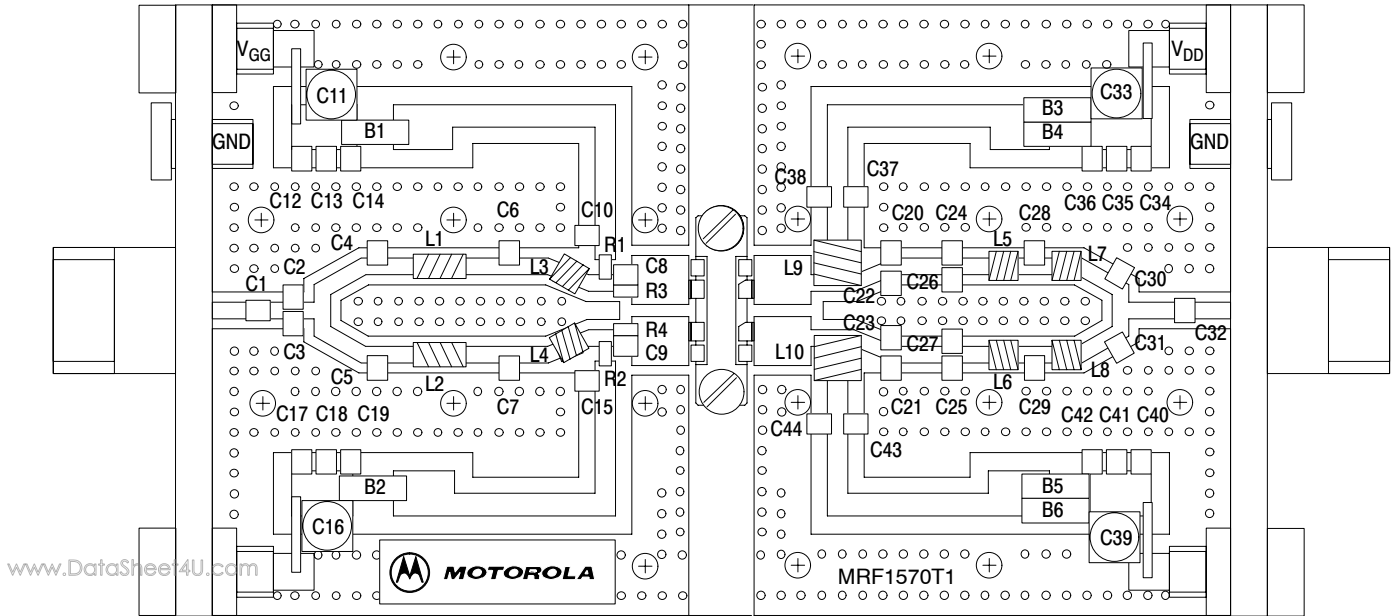 VGG
VDD
C11
C33
B3
B1
B4
GND
GND
C38
C37
C12 C13 C14
C6
C10
C20 C24 C28
C36 C35 C34
C4
L1
R1
L5
L7
C2
L3
C8
L9
C26
C30
C1
R3
C22
C3
R4
C23
C32
C9
L10
C27
C31
C5
L2
L4
R2
L6
L8
C7
C15
C21 C25 C29
C17 C18 C19
C44
C43
C42 C41 C40
B2
B5
B6
C16
C39
MOTOROLA
MRF1570T1
www.DataSheet4U.com